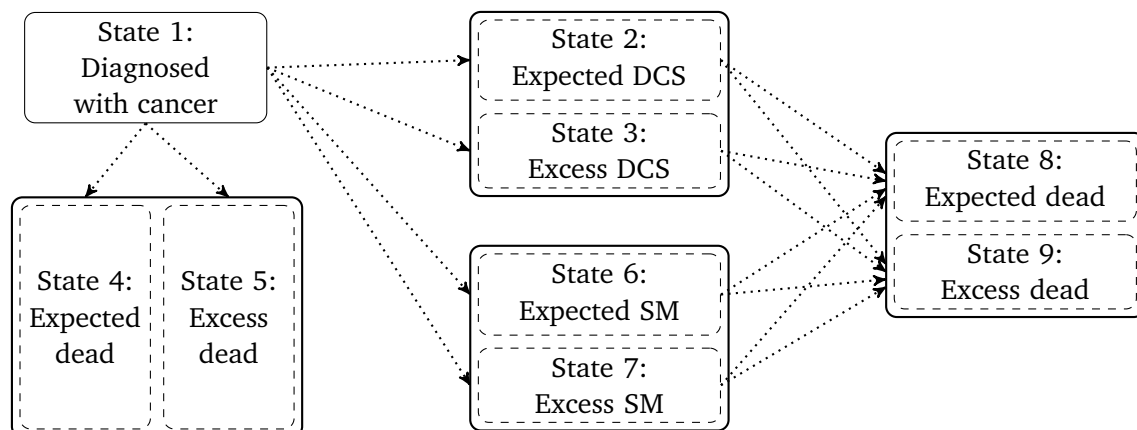 State 1:
Diagnosed
with cancer
State 2:
Expected DCS
State 3:
Excess DCS
State 4:
Expected
dead
State 5:
Excess
dead
State 6:
Expected SM
State 7:
Excess SM
State 8:
Expected dead
State 9:
Excess dead